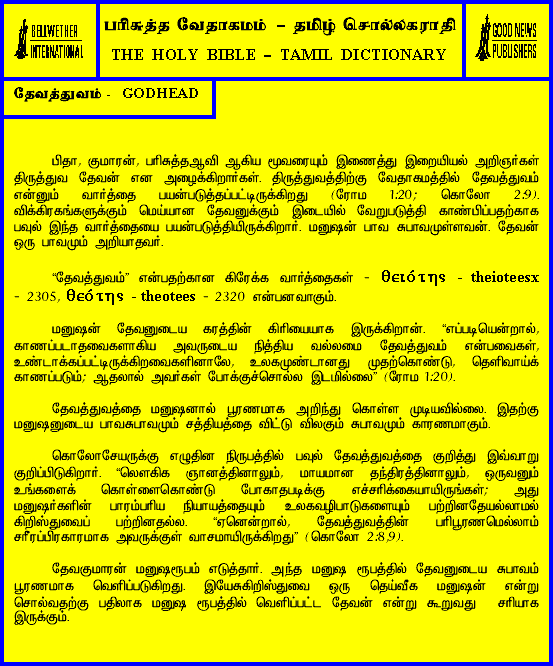 BELLWETHER
INTERNATIONAL
பரிசுத்த வேதாகமம் – தமிழ் சொல்லகராதி
THE HOLY BIBLE – TAMIL DICTIONARY
GOOD NEWS
PUBLISHERS
தேவத்துவம் - GODHEAD
பிதா, குமாரன், பரிசுத்தஆவி ஆகிய மூவரையும் இணைத்து இறையியல் அறிஞர்கள்
திருத்துவ தேவன் என அழைக்கிறார்கள். திருத்துவத்திற்கு வேதாகமத்தில் தேவத்துவம்
என்னும் வார்த்தை பயன்படுத்தப்பட்டிருக்கிறது (ரோம 1:20; கொலோ 2:9).
விக்கிரகங்களுக்கும் மெய்யான தேவனுக்கும் இடையில் வேறுபடுத்தி காண்பிப்பதற்காக
பவுல் இந்த வார்த்தையை பயன்படுத்தியிருக்கிறார். மனுஷன் பாவ சுபாவமுள்ளவன். தேவன்
ஒரு பாவமும் அறியாதவர்.
“தேவத்துவம்” என்பதற்கான கிரேக்க வார்த்தைகள் - θειότης - theioteesx
- 2305, θεότης - theotees - 2320 என்பனவாகும்.
மனுஷன் தேவனுடைய கரத்தின் கிரியையாக இருக்கிறான். “எப்படியென்றால்,
காணப்படாதவைகளாகிய அவருடைய நித்திய வல்லமை தேவத்துவம் என்பவைகள்,
உண்டாக்கப்பட்டிருக்கிறவைகளினாலே, உலகமுண்டானது முதற்கொண்டு, தெளிவாய்க்
காணப்படும்; ஆதலால் அவர்கள் போக்குச்சொல்ல இடமில்லை” (ரோம 1:20).
தேவத்துவத்தை மனுஷனால் பூரணமாக அறிந்து கொள்ள முடியவில்லை. இதற்கு
மனுஷனுடைய பாவசுபாவமும் சத்தியத்தை விட்டு விலகும் சுபாவமும் காரணமாகும்.
கொலோசெயருக்கு எழுதின நிருபத்தில் பவுல் தேவத்துவத்தை குறித்து இவ்வாறு
குறிப்பிடுகிறார். “லௌகிக ஞானத்தினாலும், மாயமான தந்திரத்தினாலும், ஒருவனும்
உங்களைக் கொள்ளைகொண்டு போகாதபடிக்கு எச்சரிக்கையாயிருங்கள்; அது
மனுஷர்களின் பாரம்பரிய நியாயத்தையும் உலகவழிபாடுகளையும் பற்றினதேயல்லாமல்
கிறிஸ்துவைப் பற்றினதல்ல. “ஏனென்றால், தேவத்துவத்தின் பரிபூரணமெல்லாம்
சரீரப்பிரகாரமாக அவருக்குள் வாசமாயிருக்கிறது” (கொலோ 2:8,9).
தேவகுமாரன் மனுஷரூபம் எடுத்தார். அந்த மனுஷ ரூபத்தில் தேவனுடைய சுபாவம்
பூரணமாக வெளிப்படுகிறது. இயேசுகிறிஸ்துவை ஒரு தெய்வீக மனுஷன் என்று
சொல்வதற்கு பதிலாக மனுஷ ரூபத்தில் வெளிப்பட்ட தேவன் என்று கூறுவது சரியாக
இருக்கும்.